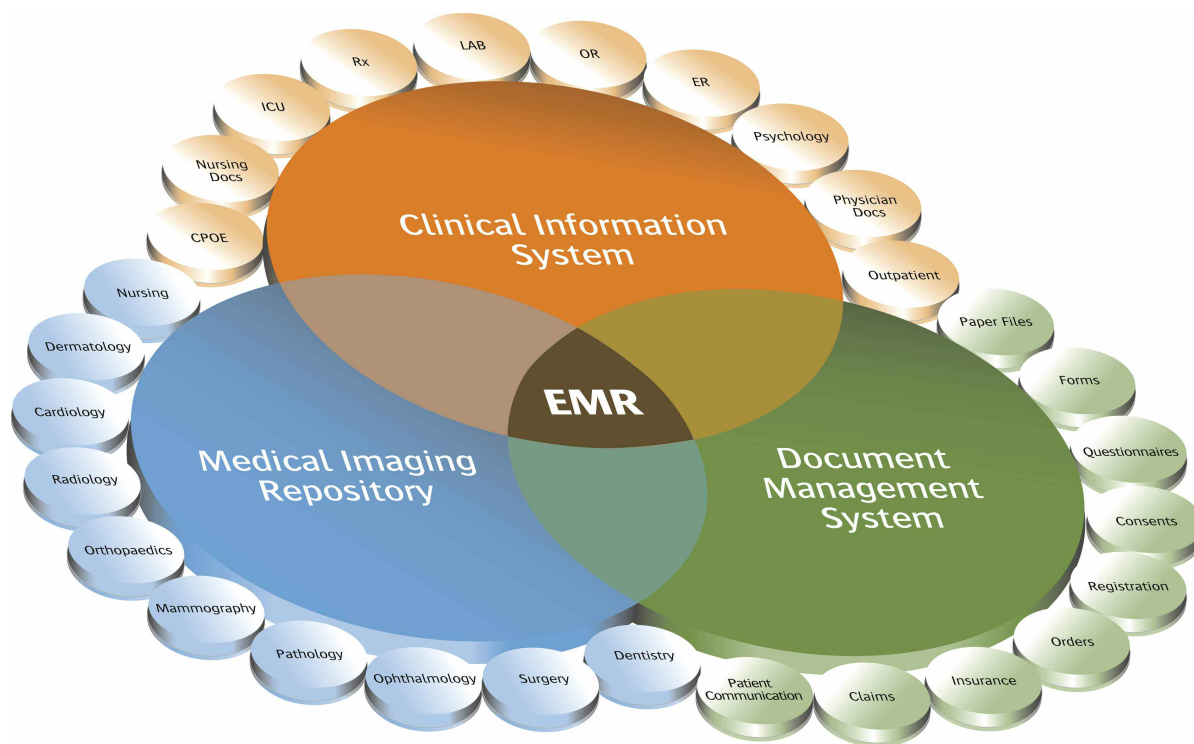 LAB
OR
Rx
ER
ICU
Psychology
Nursing
Docs
Physician
Docs
CPOE
Outpatient
Clinical Information
System
Nursing
Dermatology
Cardiology
Radiology
Orthopaedics
Mammography
Pathology
Ophthalmology
Surgery
Dentistry
Medical Imaging
Repository
EMR
Paper Files
Forms
Questionnaires
Consents
Registration
Orders
Insurance
Claims
Patient
Communication
Document
Management
System